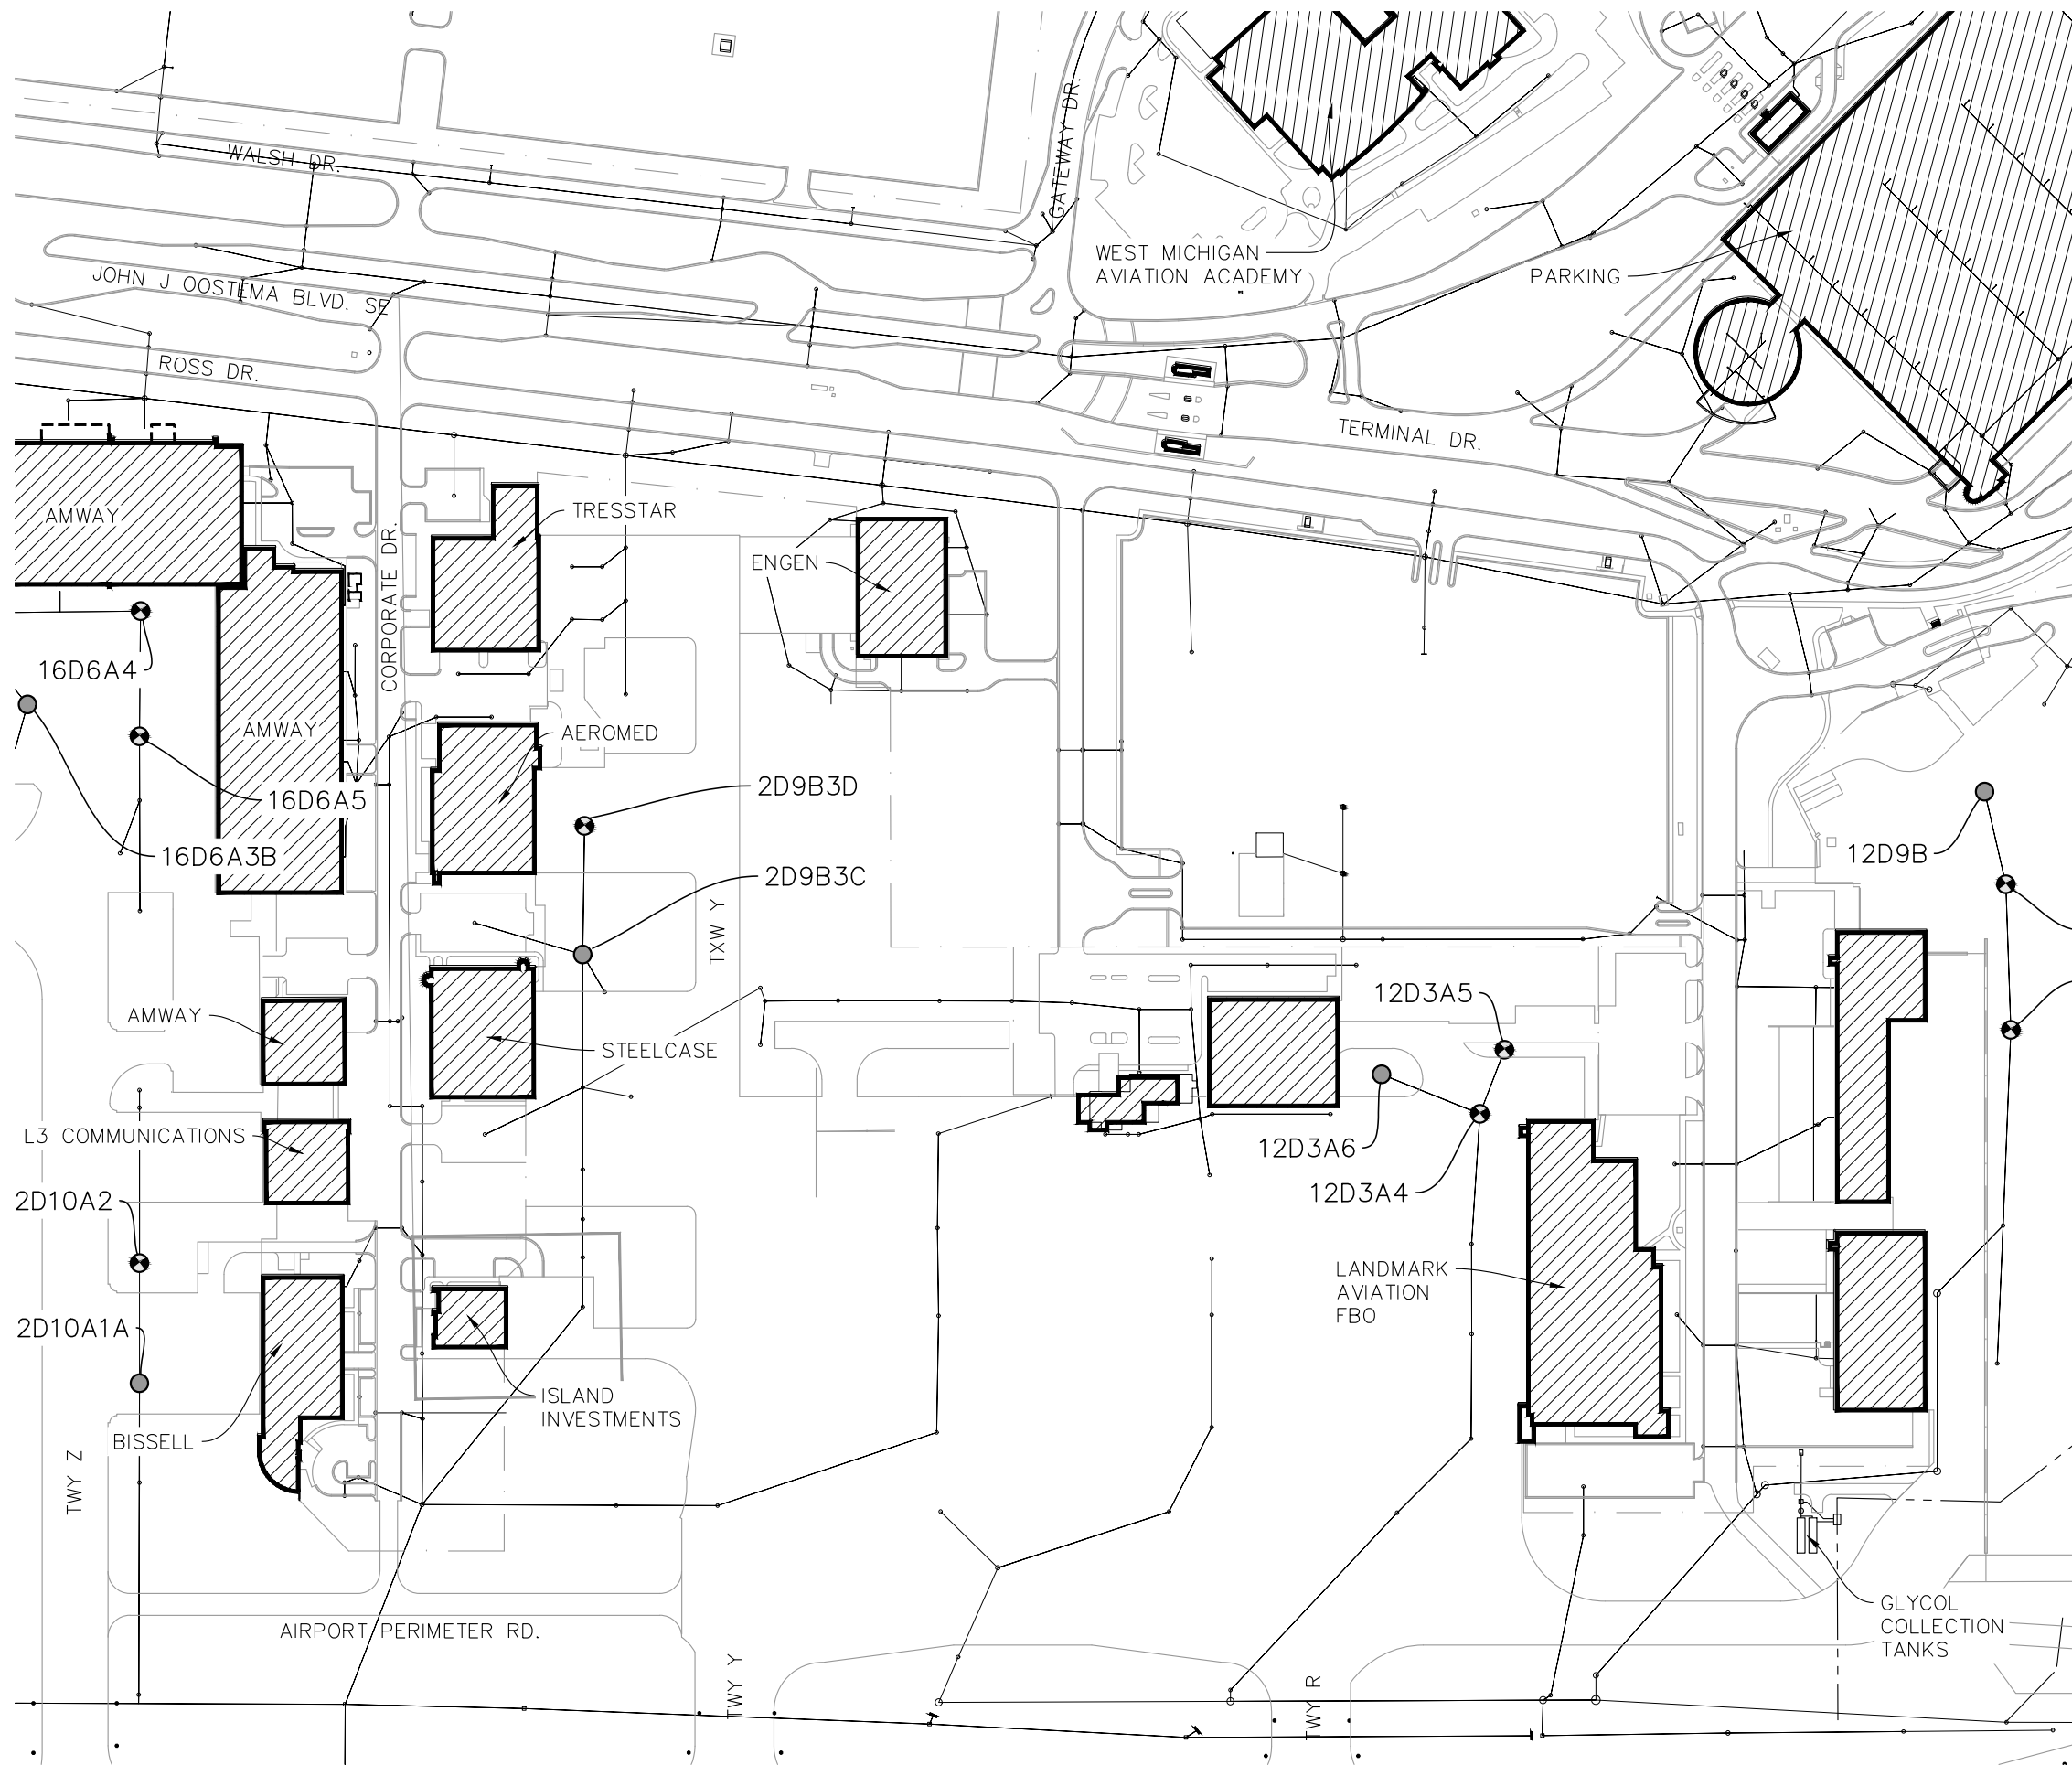 WALSH DR.
GATEWAY DR.
WEST MICHIGAN
AVIATION ACADEMY
PARKING
JOHN J OOSTEMA BLVD. SE
ROSS DR.
TERMINAL DR.
AMWAY
TRESSTAR
ENGEN
CORPORATE DR.
16D6A4
AMWAY
AEROMED
16D6A5
2D9B3D
16D6A3B
12D9B
2D9B3C
TXW Y
AMWAY
12D3A5
STEELCASE
L3 COMMUNICATIONS
12D3A6
2D10A2
12D3A4
LANDMARK
AVIATION
FBO
2D10A1A
ISLAND
INVESTMENTS
BISSELL
TWY Z
GLYCOL
COLLECTION
TANKS
AIRPORT PERIMETER RD.
TWY Y
TWY R